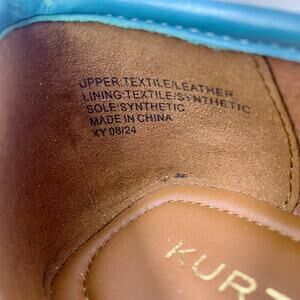 UPPER:TEXTILE/LEATHER
LINING:TEXTILE/SYNTHETIC
SOLE:SYNTHETIC
MADE IN CHINA
XY 08/24
KURT